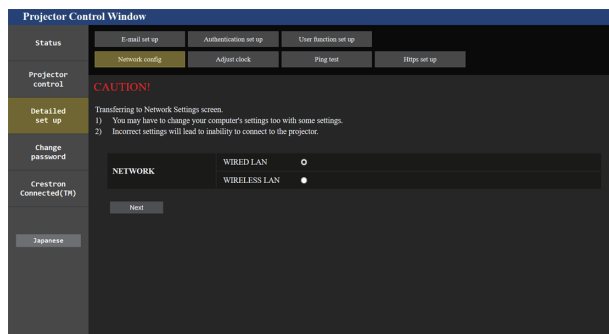 Projector Control Window
Status
E-mail set up
Authentication set up
User function set up
Network config
Adjust clock
Ping test
Https set up
Projector
control
CAUTION!
Detailed
set up
Transferring to Network Settings screen.
1) You may have to change your computer's settings too with some settings.
2) Incorrect settings will lead to inability to connect to the projector.
Change
password
NETWORK
WIRED LAN
WIRELESS LAN
Crestron
Connected(TM)
Next
Japanese